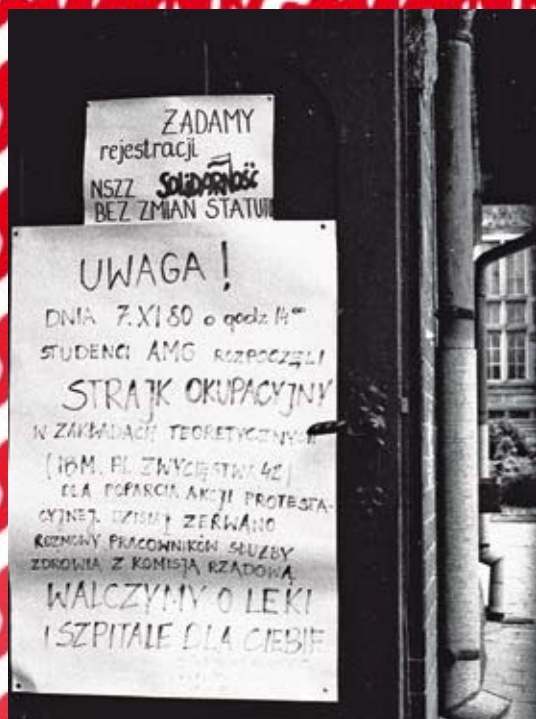 ŻĄDAMY
rejestracji
NSZZ SOLIDARNOŚĆ
BEZ ZMIAN STATUTU
UWAGA!
DNIA 7.XI 80 o godz 14⁰⁰
STUDENCI AMG ROZPOCZĘLI
STRAJK OKUPACYJNY
W ZAKŁADACH TEORETYCZNYCH
(IBM. PL. ZWYCIĘSTWA 42)
DLA POPARCIA AKCJI PROTESTA-
CYJNEJ. DZISIAJ ZERWANO
ROZMOWY PRACOWNIKÓW SŁUŻBY
ZDROWIA Z KOMISJĄ RZĄDOWĄ
WALCZYMY O LEKI
I SZPITALE DLA CIEBIE